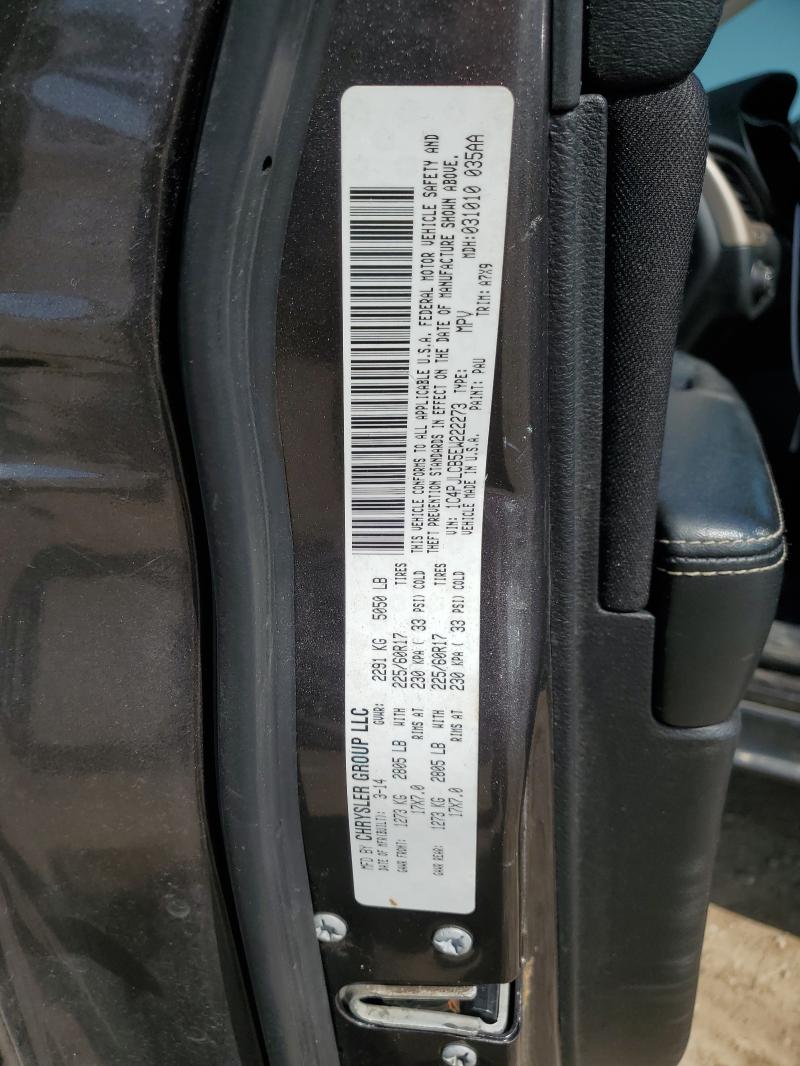 MFD BY CHRYSLER GROUP LLC
DATE OF MFR(BUILT): 3-14 GVWR: 2291 KG 5050 LB
GAWR FRONT: 1273 KG 2805 LB WITH 225/60R17 TIRES
17X7.0 RIMS AT 230 KPA ( 33 PSI) COLD
GAWR REAR: 1273 KG 2805 LB WITH 225/60R17 TIRES
17X7.0 RIMS AT 230 KPA ( 33 PSI) COLD
THIS VEHICLE CONFORMS TO ALL APPLICABLE U.S.A. FEDERAL MOTOR VEHICLE SAFETY AND
THEFT PREVENTION STANDARDS IN EFFECT ON THE DATE OF MANUFACTURE SHOWN ABOVE.
VIN: 1C4PJLCB5EW222273 TYPE: MPV MDH:031010 035AA
VEHICLE MADE IN U.S.A. PAINT: PAU TRIM: A7X9